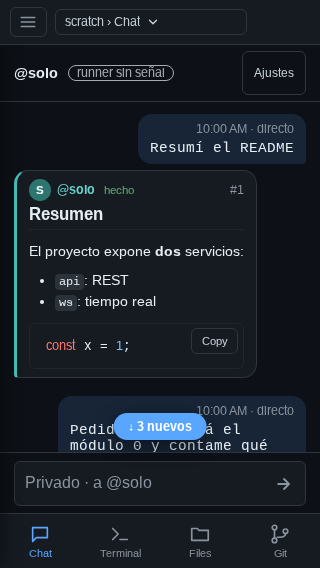 scratch › Chat
@solo runner sin señal Ajustes
10:00 AM · directo
Resumí el README
S @solo hecho #1
Resumen
El proyecto expone dos servicios:
• api: REST
• ws: tiempo real
Copy
const x = 1;
10:00 AM · directo
↓ 3 nuevos
módulo 0 y contame qué
Privado · a @solo
Chat Terminal Files Git